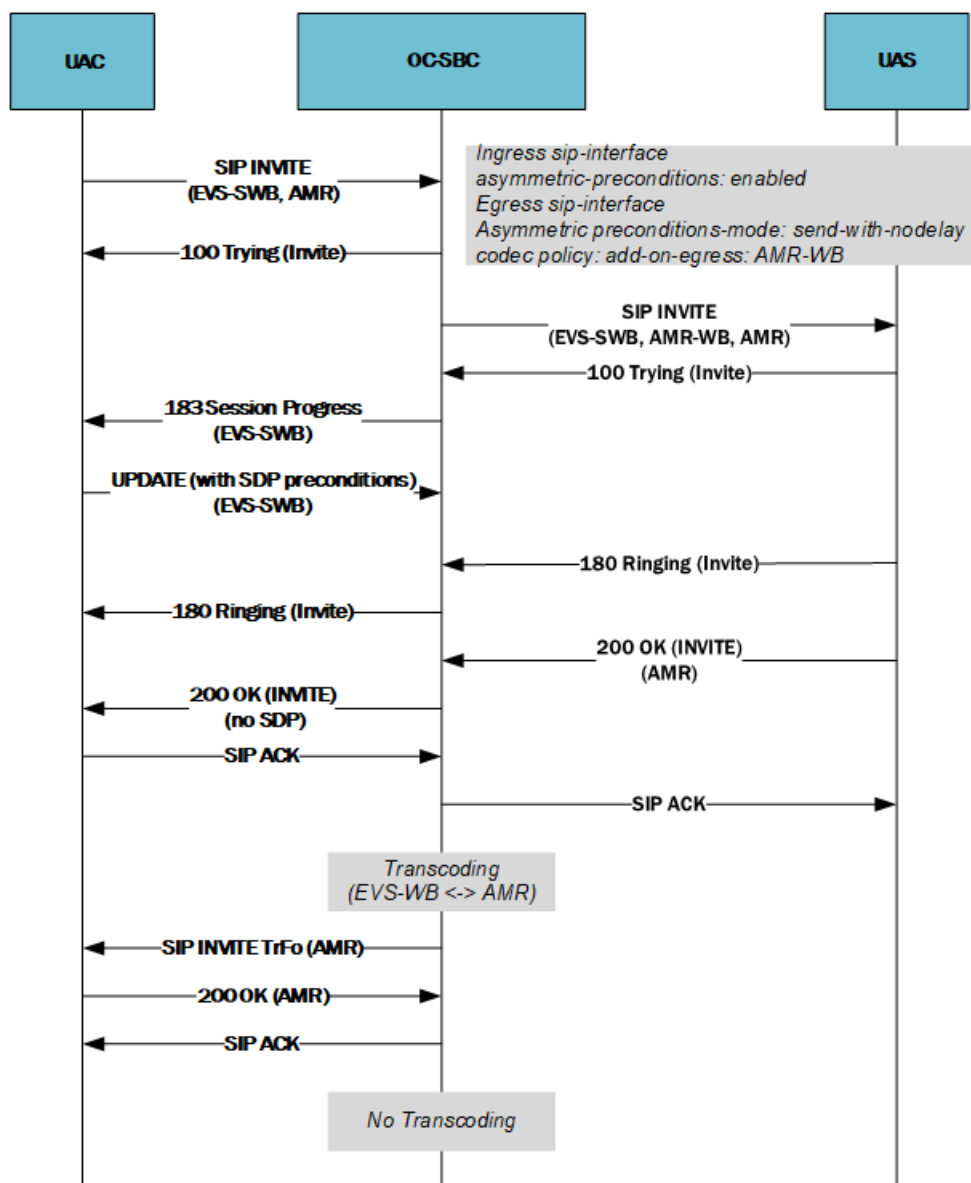 UAC
OC-SBC
UAS
SIP INVITE
(EVS-SWB, AMR)
Ingress sip-interface
asymmetric-preconditions: enabled
Egress sip-interface
Asymmetric preconditions-mode: send-with-nodelay
codec policy: add-on-egress: AMR-WB
100 Trying (Invite)
SIP INVITE
(EVS-SWB, AMR-WB, AMR)
100 Trying (Invite)
183 Session Progress
(EVS-SWB)
UPDATE (with SDP preconditions)
(EVS-SWB)
180 Ringing (Invite)
180 Ringing (Invite)
200 OK (INVITE)
(AMR)
200 OK (INVITE)
(no SDP)
SIP ACK
SIP ACK
Transcoding
(EVS-WB <-> AMR)
SIP INVITE TrFo (AMR)
200 OK (AMR)
SIP ACK
No Transcoding